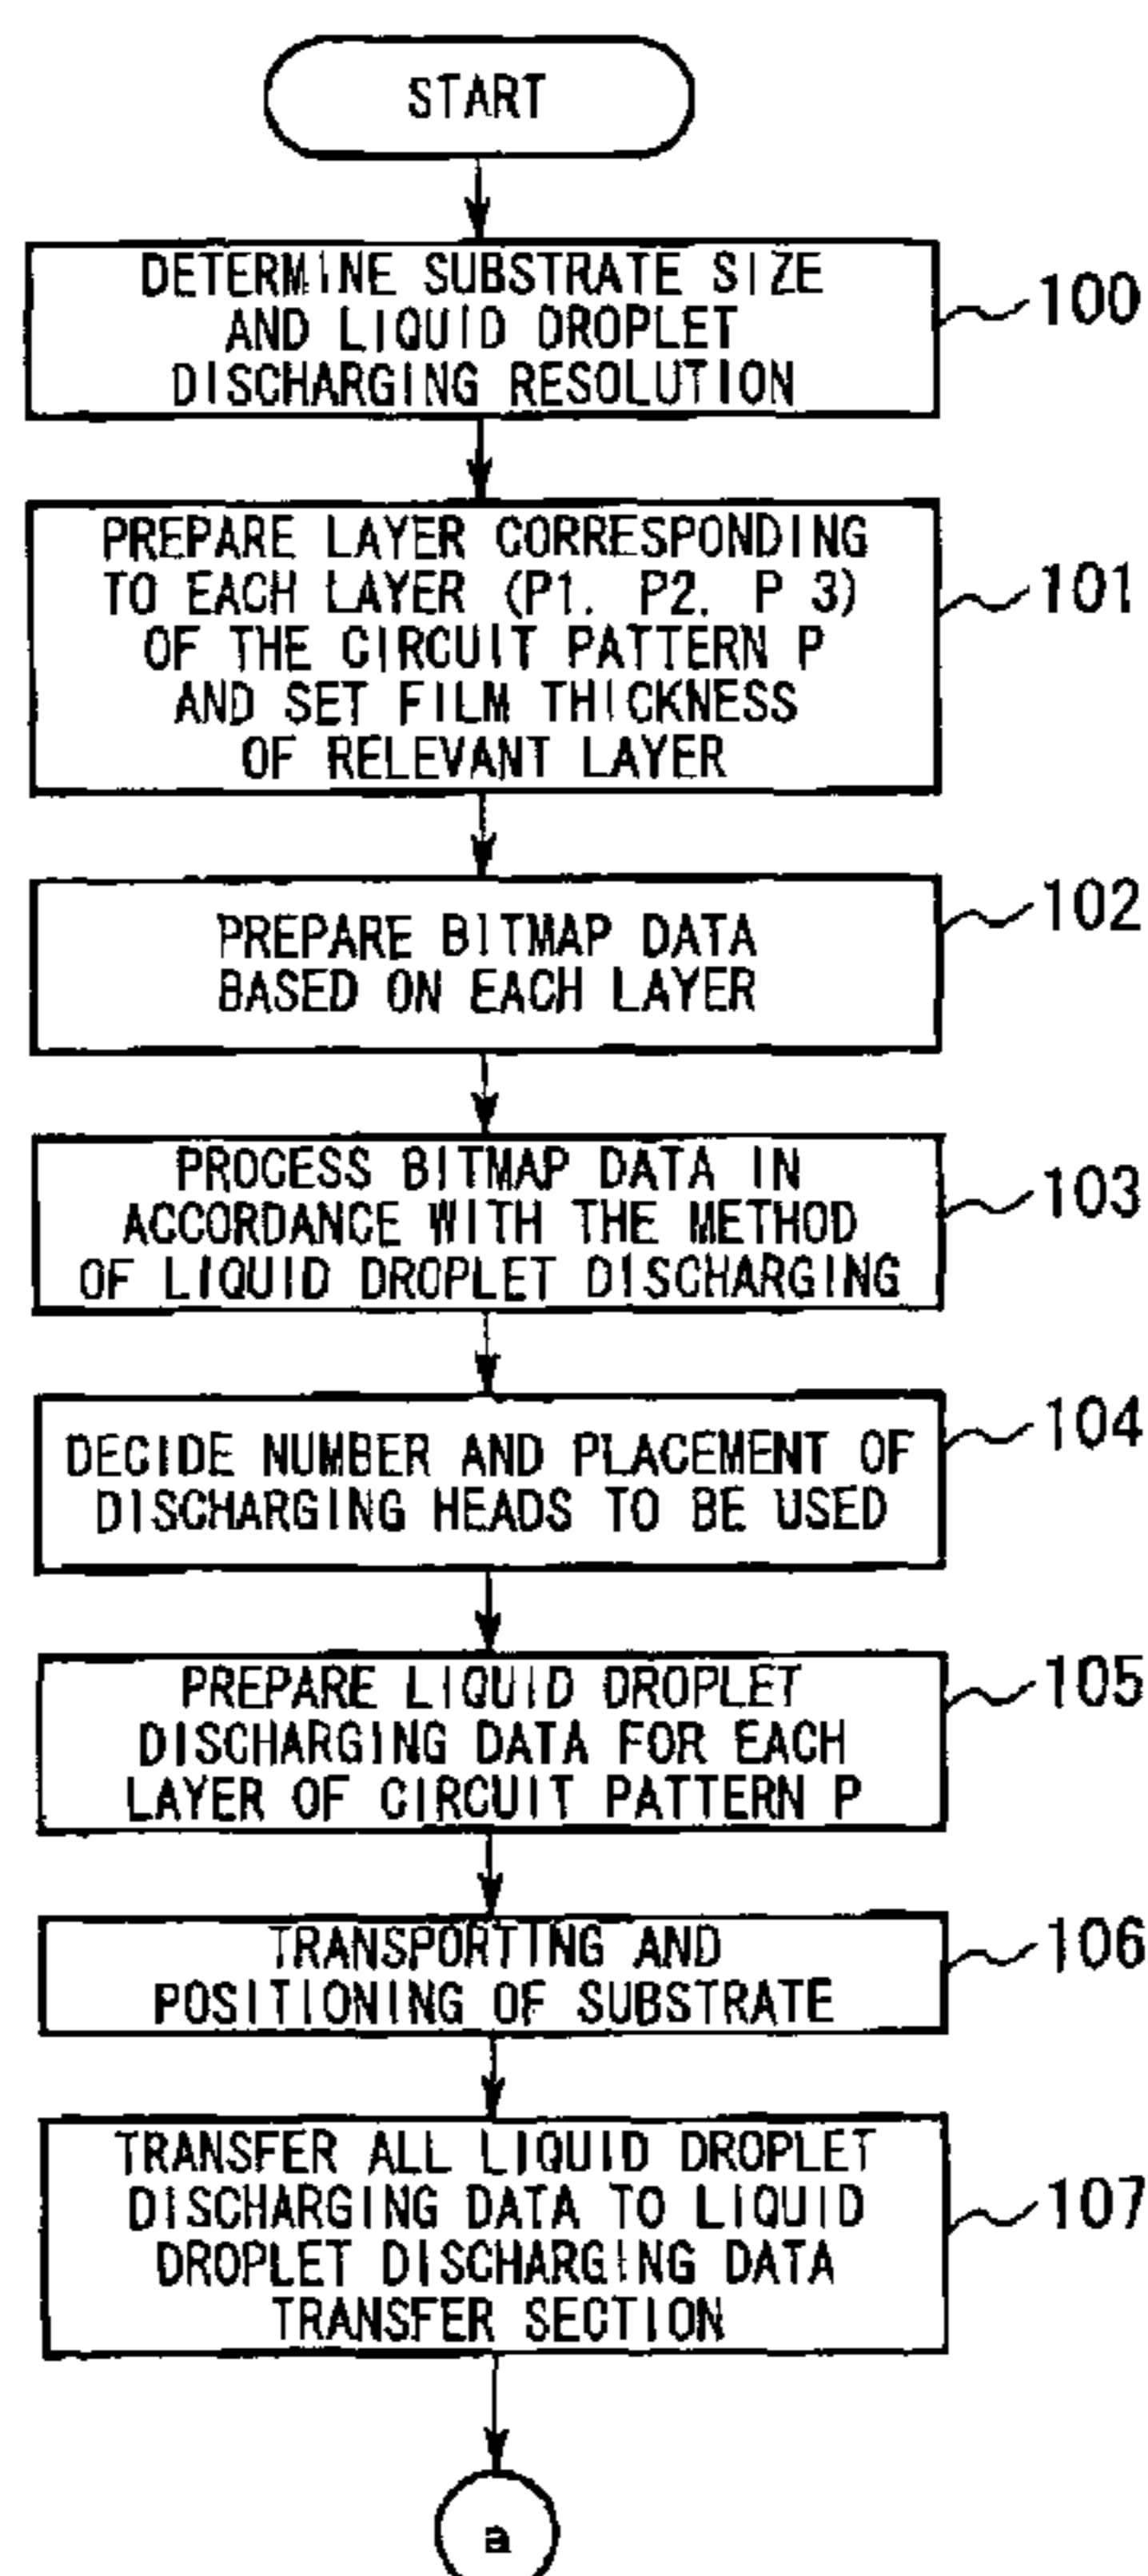 START
DETERMINE SUBSTRATE SIZE
AND LIQUID DROPLET
DISCHARGING RESOLUTION
100
PREPARE LAYER CORRESPONDING
TO EACH LAYER (P1. P2. P 3)
OF THE CIRCUIT PATTERN P
AND SET FILM THICKNESS
OF RELEVANT LAYER
101
PREPARE BITMAP DATA
BASED ON EACH LAYER
102
PROCESS BITMAP DATA IN
ACCORDANCE WITH THE METHOD
OF LIQUID DROPLET DISCHARGING
103
DECIDE NUMBER AND PLACEMENT OF
DISCHARGING HEADS TO BE USED
104
PREPARE LIQUID DROPLET
DISCHARGING DATA FOR EACH
LAYER OF CIRCUIT PATTERN P
105
TRANSPORTING AND
POSITIONING OF SUBSTRATE
106
TRANSFER ALL LIQUID DROPLET
DISCHARGING DATA TO LIQUID
DROPLET DISCHARGING DATA
TRANSFER SECTION
107
a